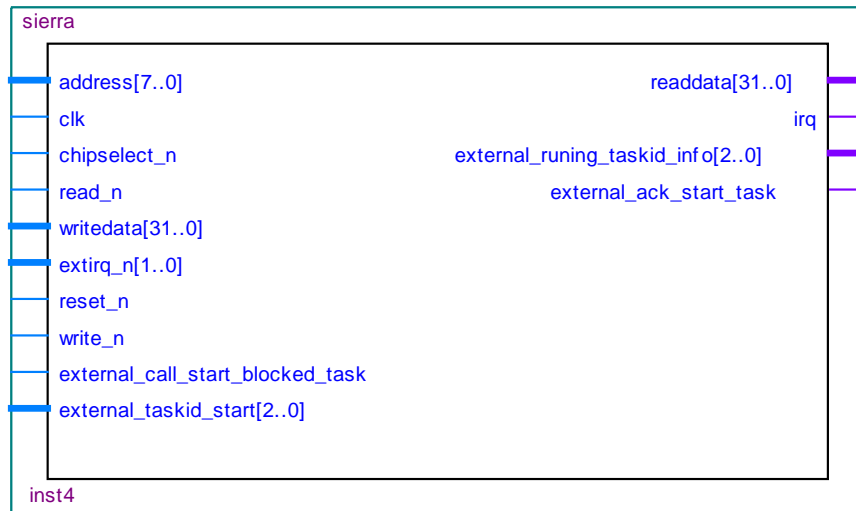 sierra
address[7..0]
readdata[31..0]
clk
irq
chipselect_n
external_runing_taskid_info[2..0]
read_n
external_ack_start_task
writedata[31..0]
extirq_n[1..0]
reset_n
write_n
external_call_start_blocked_task
external_taskid_start[2..0]
inst4